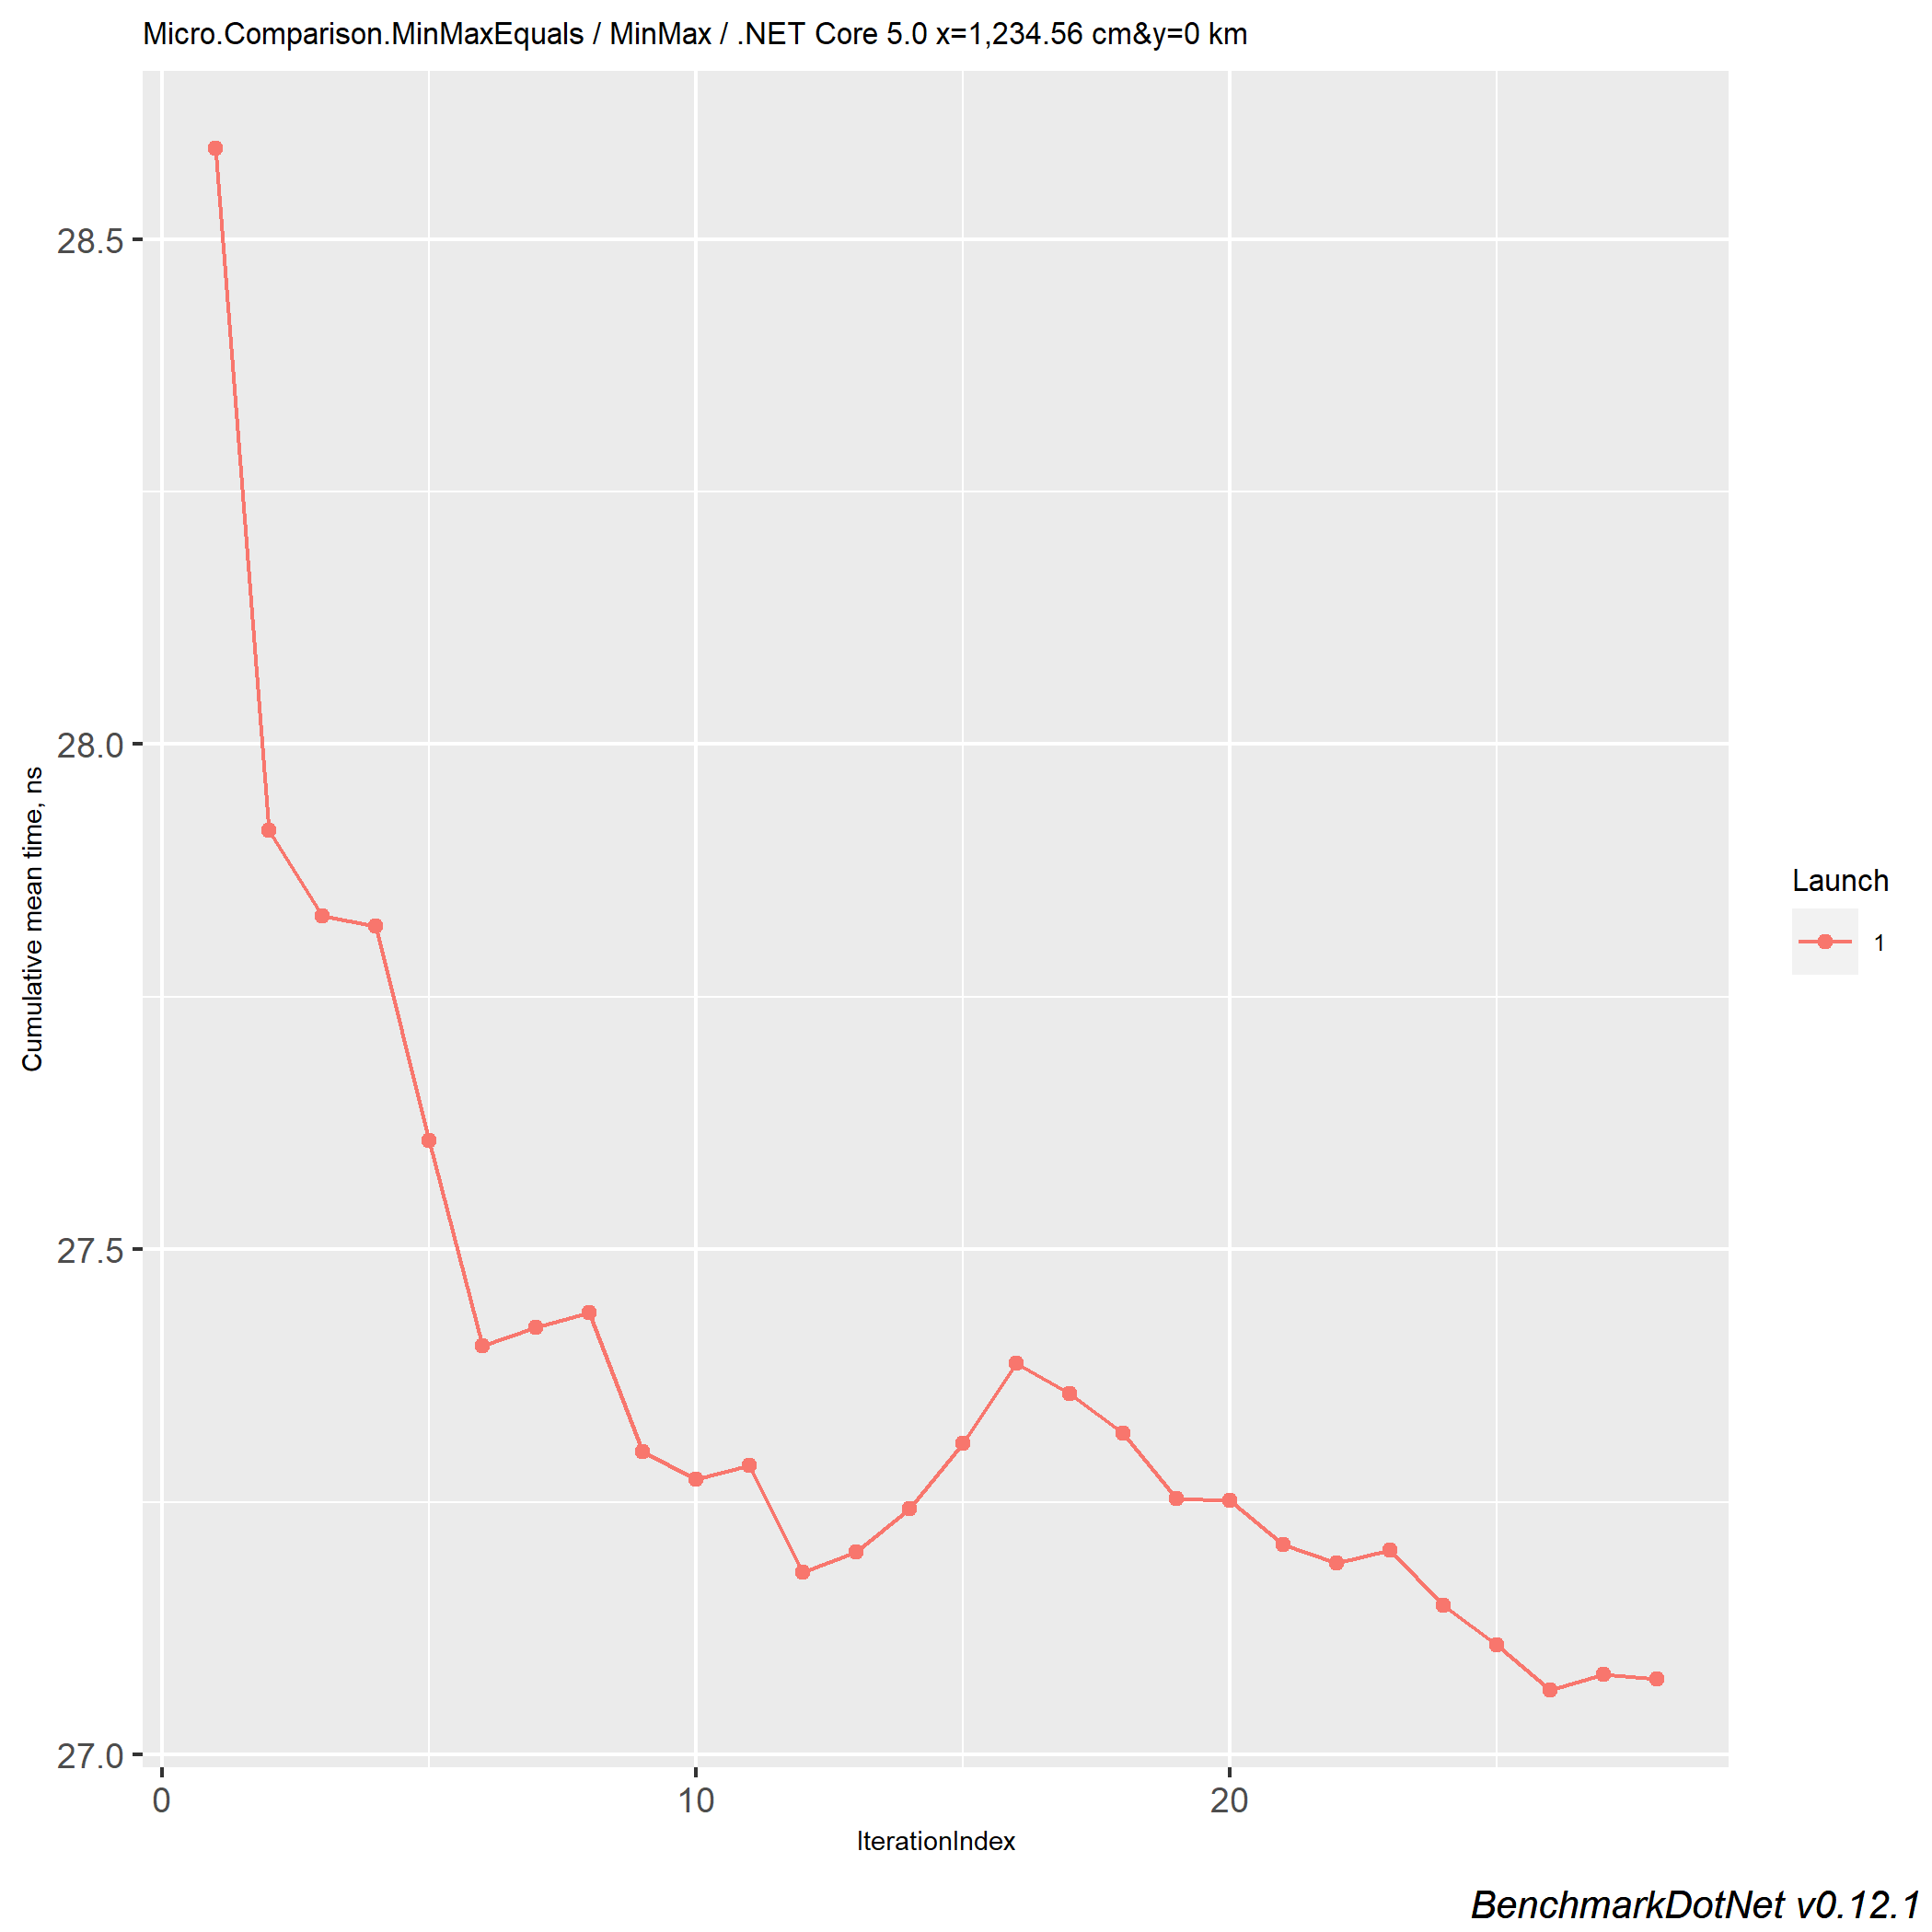 Micro.Comparison.MinMaxEquals / MinMax / .NET Core 5.0 x=1,234.56 cm&y=0 km
28.5
28.0
27.5
27.0
Cumulative mean time, ns
0 10 20
IterationIndex
Launch
1
BenchmarkDotNet v0.12.1